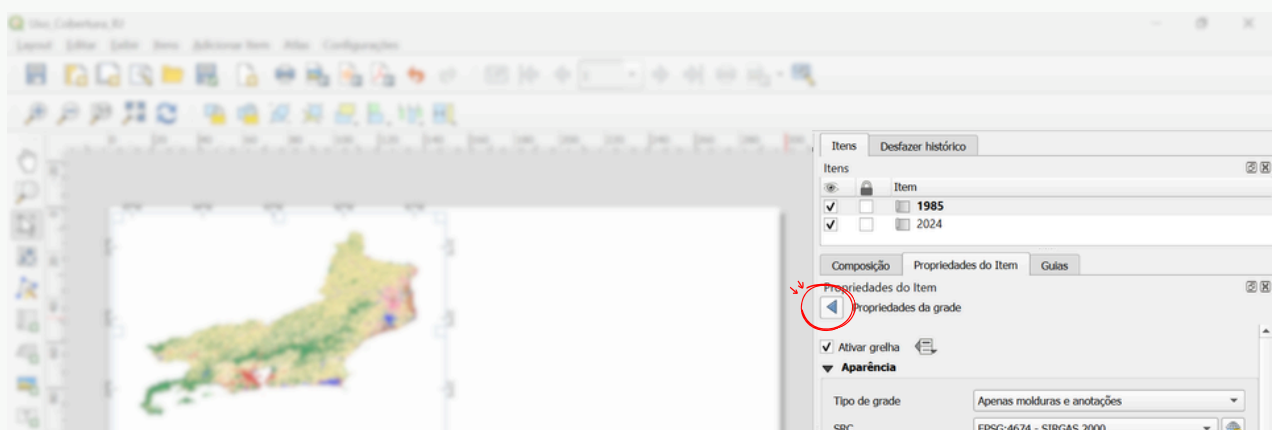 Uso_Cobertura_RJ
Layout Editar Exibir Itens Adicionar Item Atlas Configurações
Itens Desfazer histórico
Itens
Item
1985
2024
Composição Propriedades do Item Guias
Propriedades do Item
Propriedades da grade
Ativar grelha
Aparência
Tipo de grade Apenas molduras e anotações
SRC EPSG:4674 - SIRGAS 2000